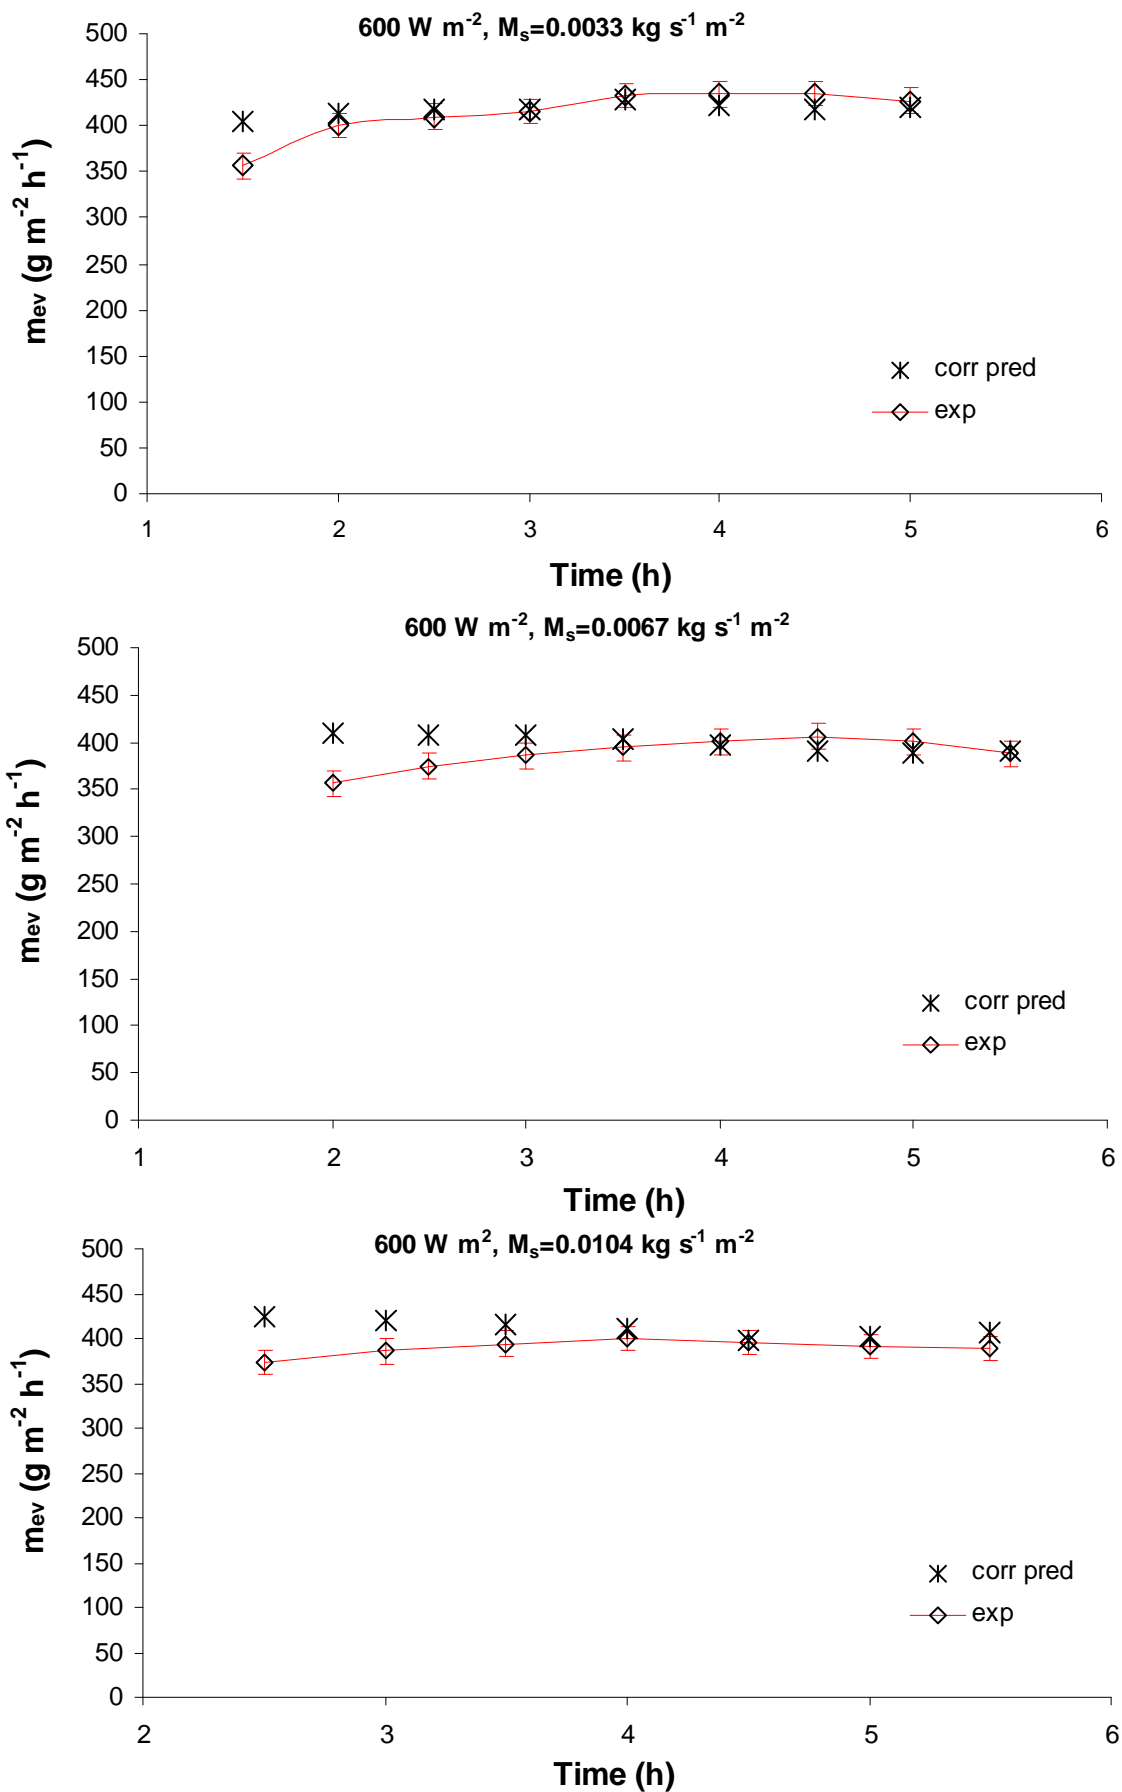 600 W m⁻², Mₛ=0.0033 kg s⁻¹ m⁻²
500
450
400
350
300
250
200
150
100
50
0
mev (g m⁻² h⁻¹)
corr pred
exp
1 2 3 4 5 6
Time (h)
600 W m⁻², Mₛ=0.0067 kg s⁻¹ m⁻²
500
450
400
350
300
250
200
150
100
50
0
mev (g m⁻² h⁻¹)
corr pred
exp
1 2 3 4 5 6
Time (h)
600 W m², Mₛ=0.0104 kg s⁻¹ m⁻²
500
450
400
350
300
250
200
150
100
50
0
mev (g m⁻² h⁻¹)
corr pred
exp
2 3 4 5 6
Time (h)